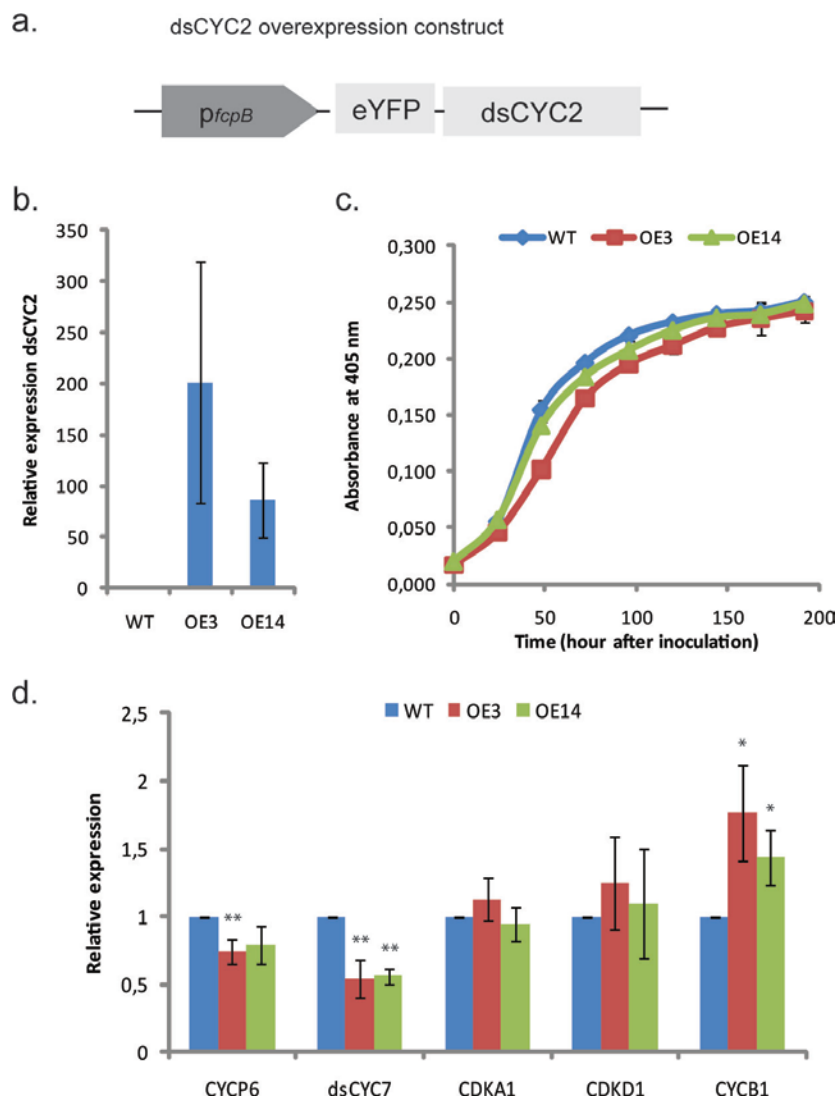 a.
dsCYC2 overexpression construct
pfcpB
eYFP
dsCYC2
b.
Relative expression dsCYC2
350
300
250
200
150
100
50
0
WT
OE3
OE14
c.
WT
OE3
OE14
Absorbance at 405 nm
0,300
0,250
0,200
0,150
0,100
0,050
0,000
0
50
100
150
200
Time (hour after inoculation)
d.
WT
OE3
OE14
Relative expression
2,5
2
1,5
1
0,5
0
**
**
**
*
*
CYCP6
dsCYC7
CDKA1
CDKD1
CYCB1